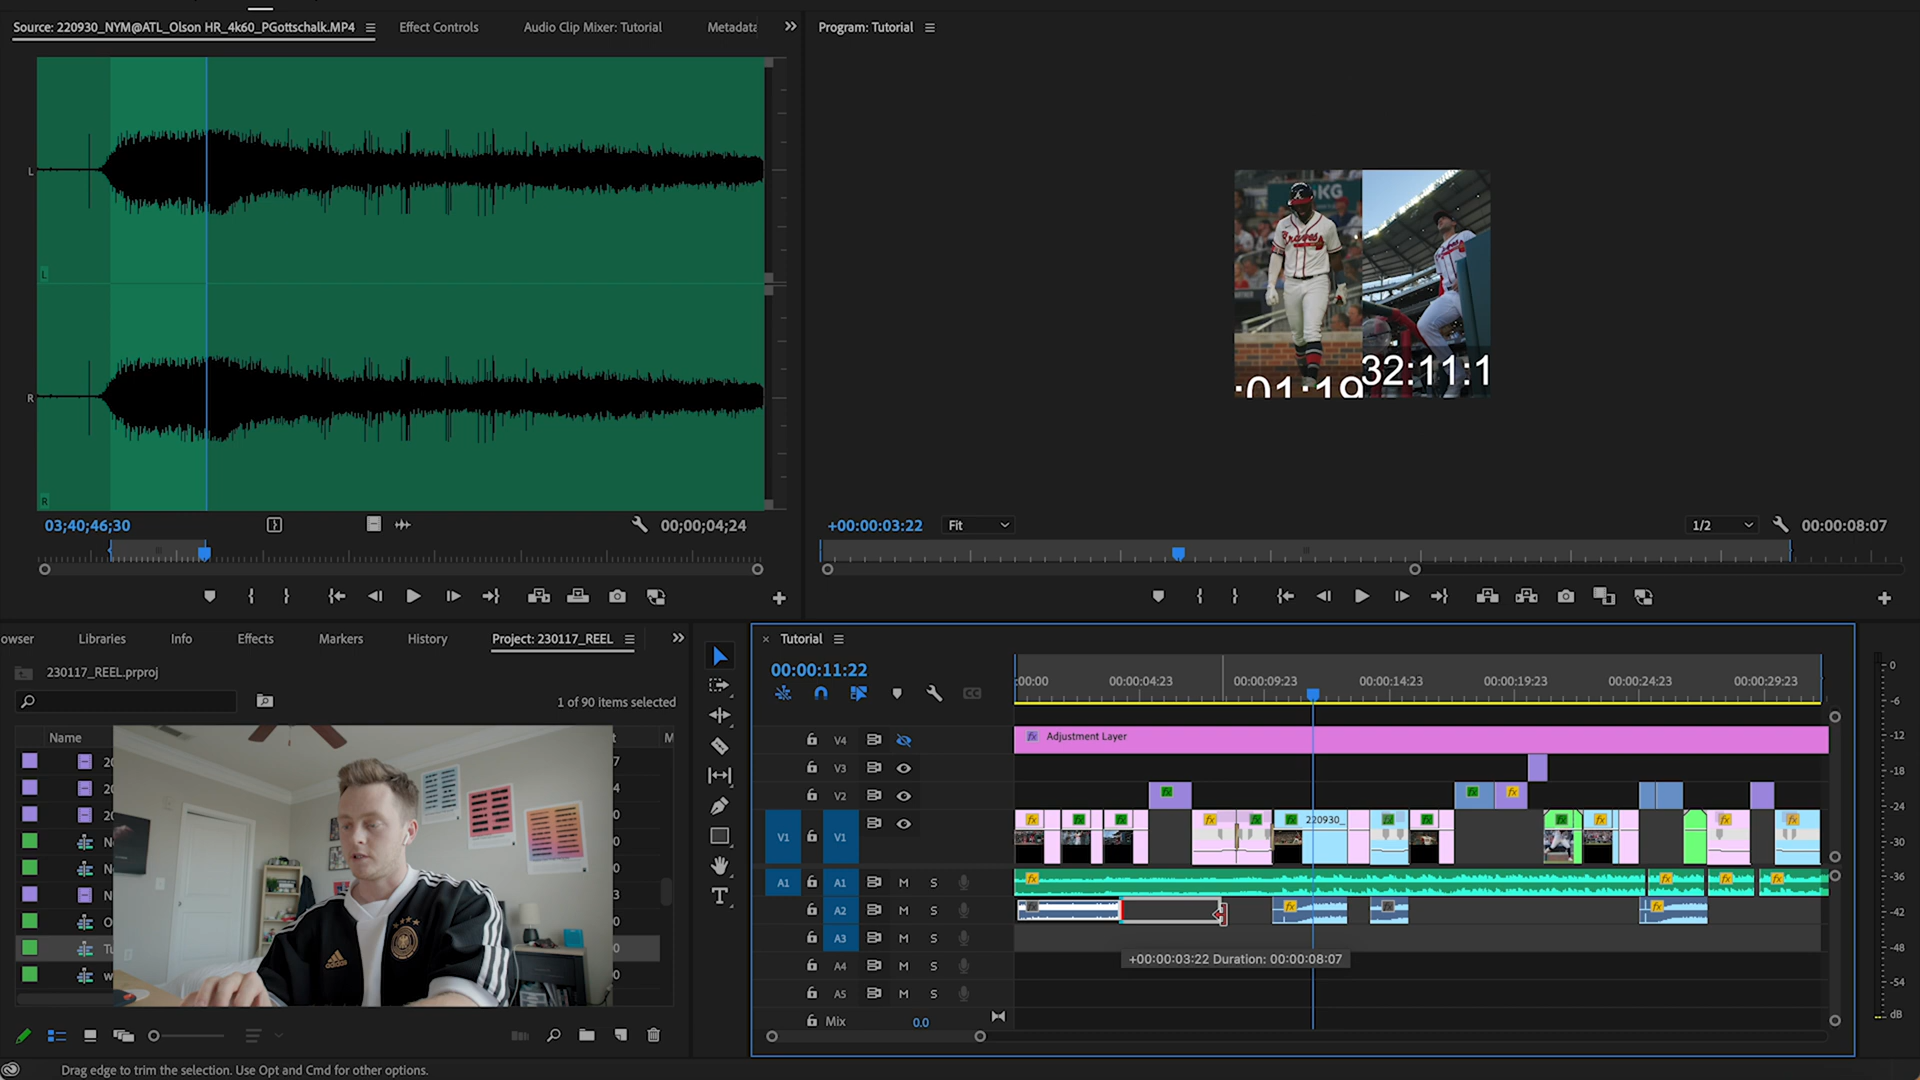 Source: 220930_NYM@ATL_Olson HR_4k60_PGottschalk.MP4
Effect Controls
Audio Clip Mixer: Tutorial
Metadata
Program: Tutorial
L
L
R
R
KG
Braves
:01:19
32:11:1
03;40;46;30
00;00;04;24
+00:00:03:22
Fit
1/2
00:00:08:07
owser
Libraries
Info
Effects
Markers
History
Project: 230117_REEL
Tutorial
230117_REEL.prproj
1 of 90 items selected
Name
M
00:00:11:22
:00:00
00:00:04:23
00:00:09:23
00:00:14:23
00:00:19:23
00:00:24:23
00:00:29:23
V4
fx
Adjustment Layer
V3
V2
fx
fx
fx
V1
V1
220930_
A1
A1
M
S
A2
M
S
A3
M
S
+00:00:03:22 Duration: 00:00:08:07
A4
M
S
A5
M
S
Mix
0.0
0
-6
-12
-18
-24
-30
-36
-42
-48
-54
dB
adidas
Drag edge to trim the selection. Use Opt and Cmd for other options.